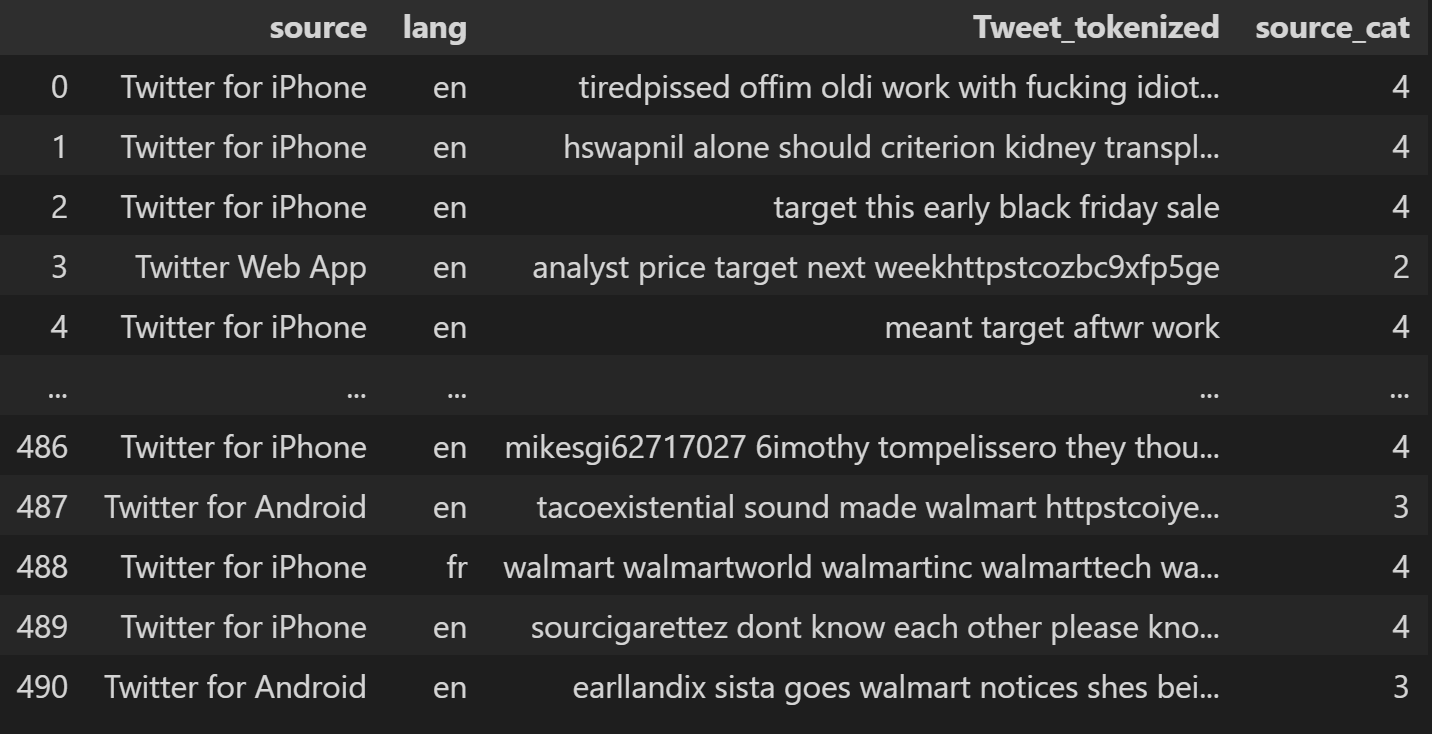 source lang Tweet_tokenized source_cat
0 Twitter for iPhone en tiredpissed offim oldi work with fucking idiot... 4
1 Twitter for iPhone en hswapnil alone should criterion kidney transpl... 4
2 Twitter for iPhone en target this early black friday sale 4
3 Twitter Web App en analyst price target next weekhttpstcozbc9xfp5ge 2
4 Twitter for iPhone en meant target aftwr work 4
... ... ... ... ...
486 Twitter for iPhone en mikesgi62717027 6imothy tompelissero they thou... 4
487 Twitter for Android en tacoexistential sound made walmart httpstcoiye... 3
488 Twitter for iPhone fr walmart walmartworld walmartinc walmarttech wa... 4
489 Twitter for iPhone en sourcigarettez dont know each other please kno... 4
490 Twitter for Android en earllandix sista goes walmart notices shes bei... 3